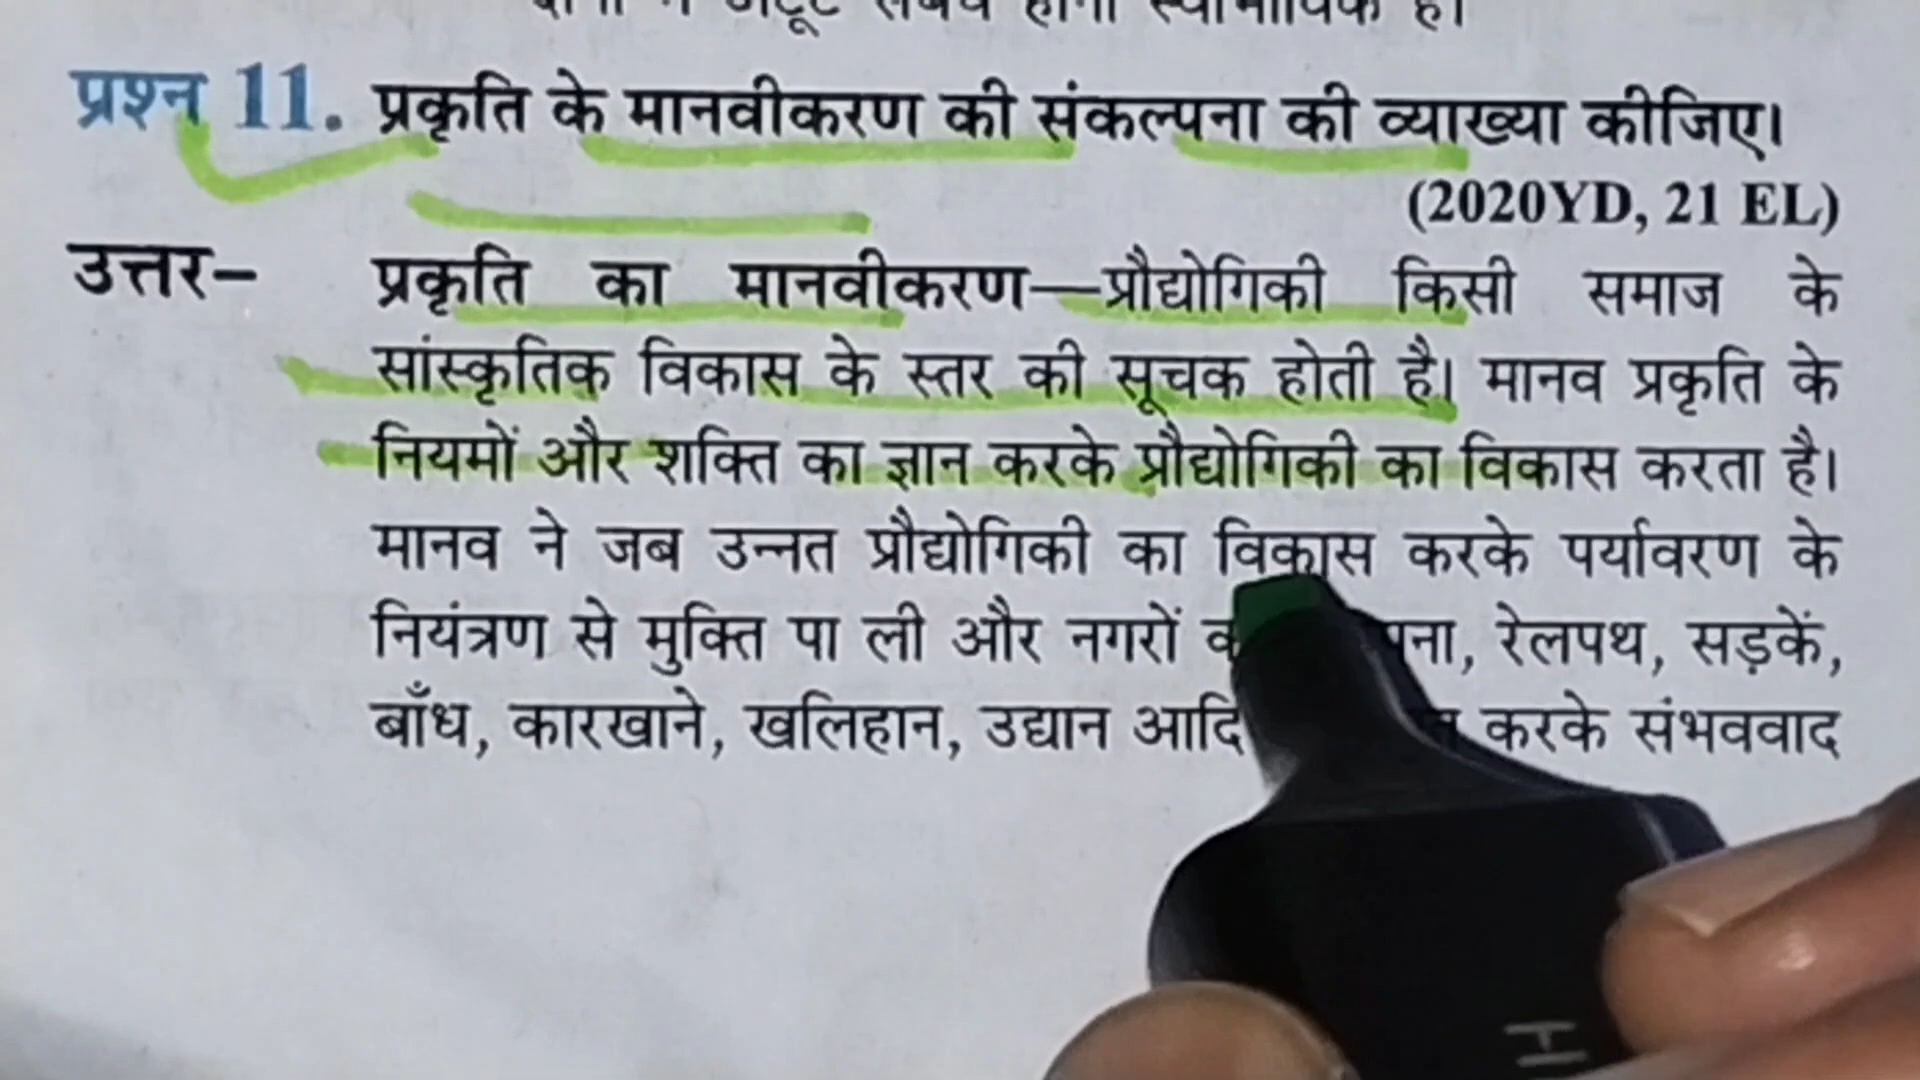 प्रश्न 11. प्रकृति के मानवीकरण की संकल्पना की व्याख्या कीजिए।
(2020YD, 21 EL)
उत्तर– प्रकृति का मानवीकरण—प्रौद्योगिकी किसी समाज के
सांस्कृतिक विकास के स्तर की सूचक होती है। मानव प्रकृति के
नियमों और शक्ति का ज्ञान करके प्रौद्योगिकी का विकास करता है।
मानव ने जब उन्नत प्रौद्योगिकी का विकास करके पर्यावरण के
नियंत्रण से मुक्ति पा ली और नगरों रेलपथ, सड़कें,
बाँध, कारखाने, खलिहान, उद्यान आदि करके संभववाद